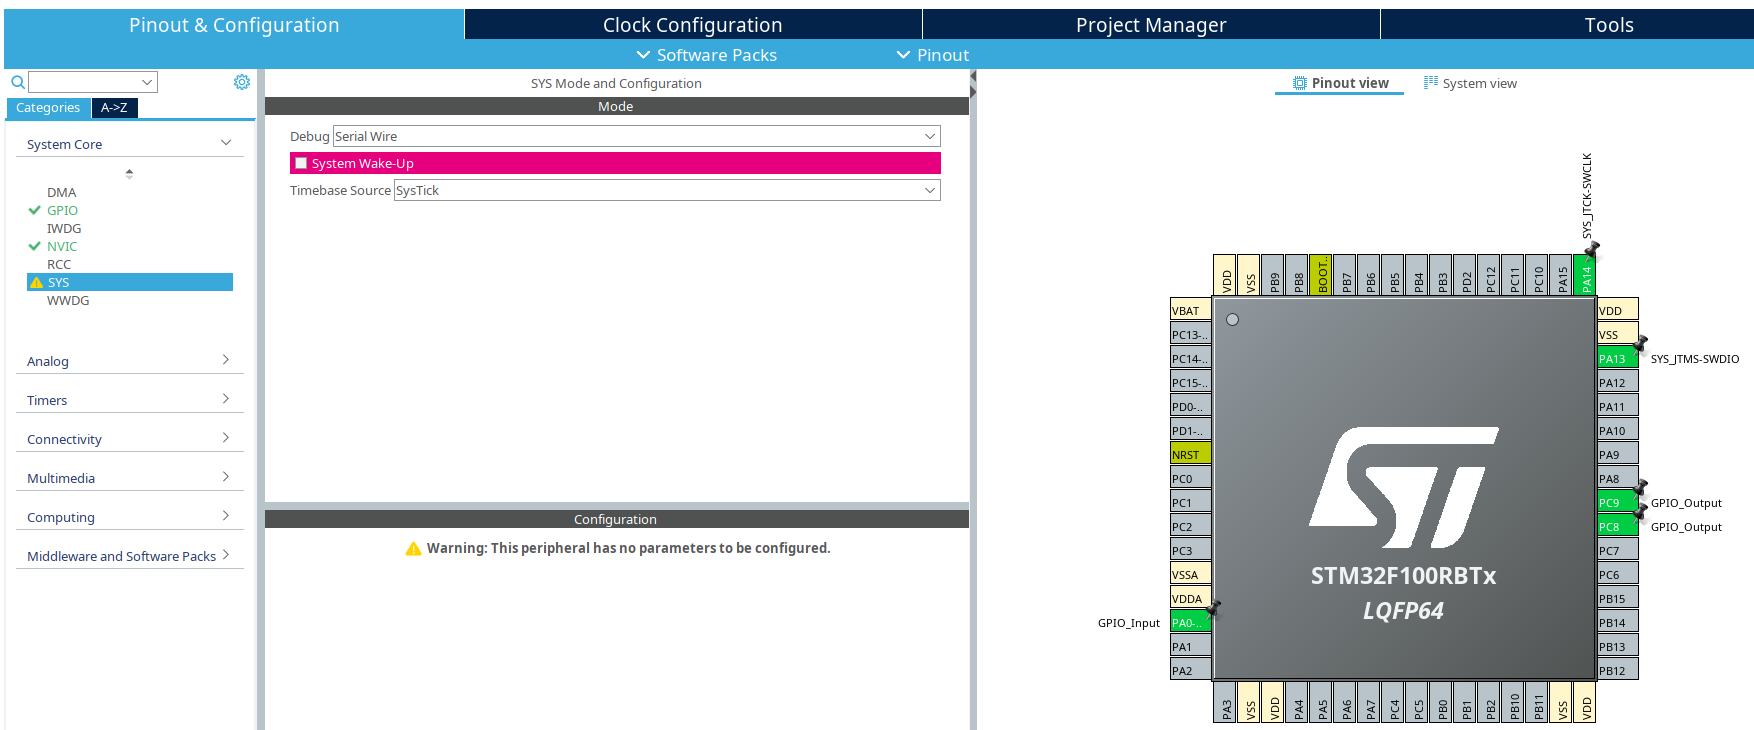 Pinout & Configuration
Clock Configuration
Project Manager
Tools
Software Packs
Pinout
Categories
A->Z
System Core
DMA
GPIO
IWDG
NVIC
RCC
SYS
WWDG
Analog
Timers
Connectivity
Multimedia
Computing
Middleware and Software Packs
SYS Mode and Configuration
Mode
Debug Serial Wire
System Wake-Up
Timebase Source SysTick
Configuration
Warning: This peripheral has no parameters to be configured.
Pinout view
System view
SYS_JTCK-SWCLK
VDD
VSS
PB9
PB8
BOOT..
PB7
PB6
PB5
PB4
PB3
PD2
PC12
PC11
PC10
PA15
PA14
VBAT
PC13-..
PC14-..
PC15-..
PD0-..
PD1-..
NRST
PC0
PC1
PC2
PC3
VSSA
VDDA
GPIO_Input
PA0-..
PA1
PA2
ST
STM32F100RBTx
LQFP64
VDD
VSS
PA13
SYS_JTMS-SWDIO
PA12
PA11
PA10
PA9
PA8
PC9
GPIO_Output
PC8
GPIO_Output
PC7
PC6
PB15
PB14
PB13
PB12
PA3
VSS
VDD
PA4
PA5
PA6
PA7
PC4
PC5
PB0
PB1
PB2
PB10
PB11
VSS
VDD